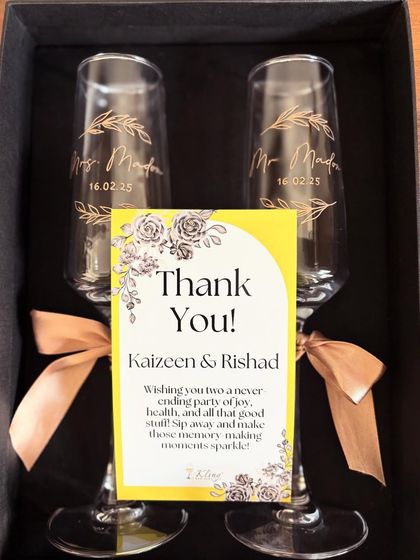 Mrs. Madon
16.02.25
Mr Madon
16.02.25
Thank
You!
Kaizeen & Rishad
Wishing you two a never
ending party of joy,
health, and all that good
stuff! Sip away and make
those memory-making
moments sparkle!
Kling